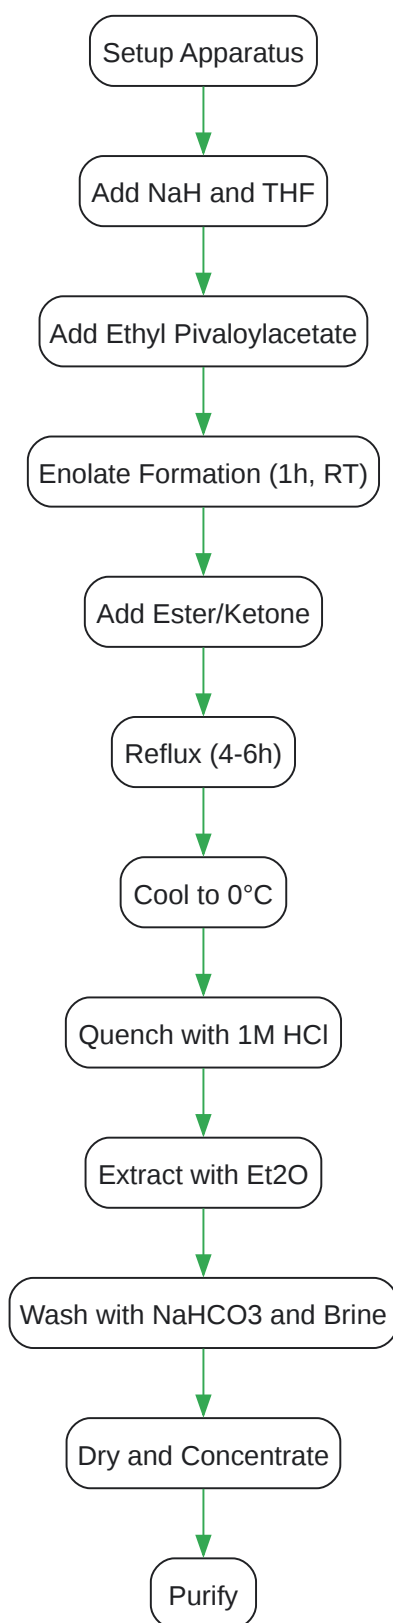 Setup Apparatus
Add NaH and THF
Add Ethyl Pivaloylacetate
Enolate Formation (1h, RT)
Add Ester/Ketone
Reflux (4-6h)
Cool to 0°C
Quench with 1M HCl
Extract with Et2O
Wash with NaHCO3 and Brine
Dry and Concentrate
Purify